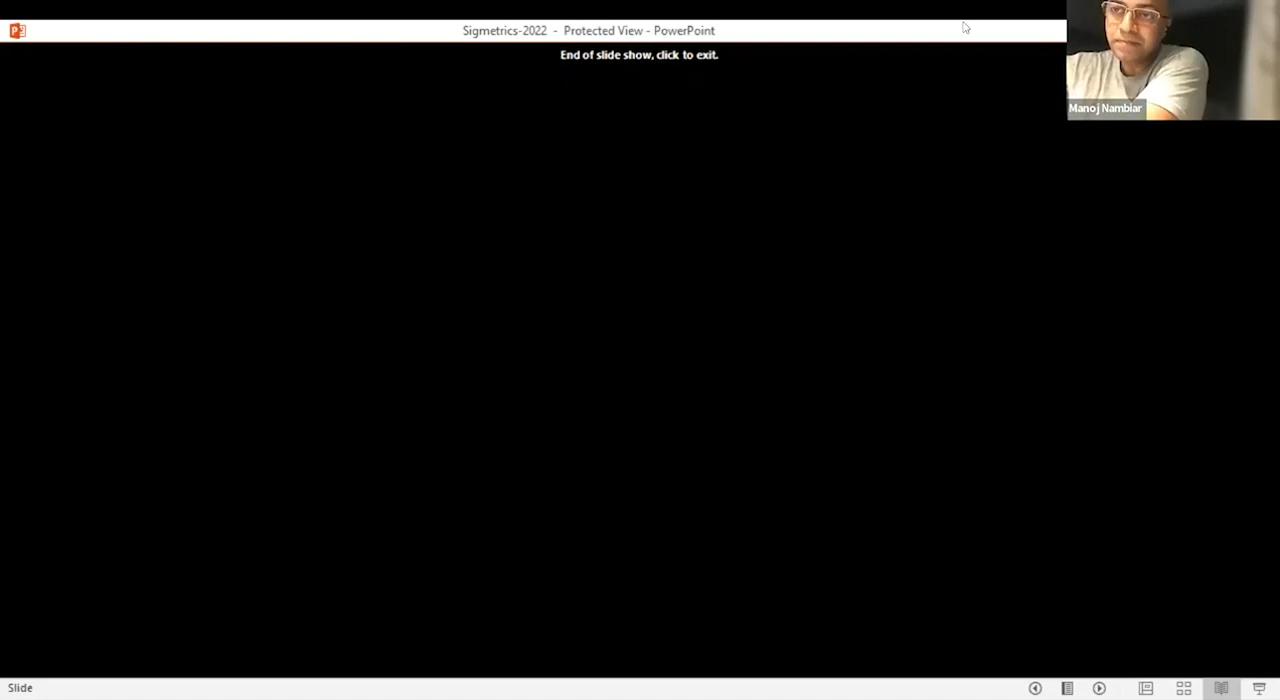 Sigmetrics-2022 - Protected View - PowerPoint
End of slide show, click to exit.
Manoj Nambiar
Slide